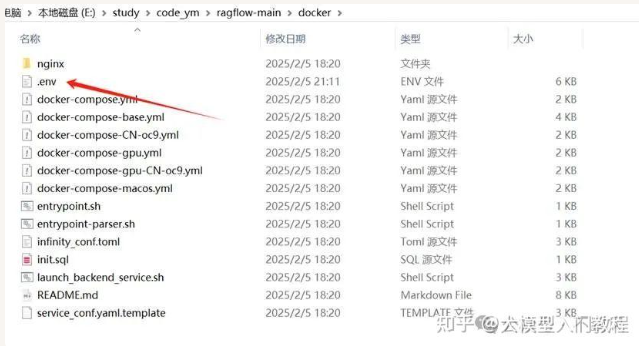 电脑 › 本地磁盘 (E:) › study › code_ym › ragflow-main › docker ›
名称 修改日期 类型 大小
nginx 2025/2/5 18:20 文件夹
.env 2025/2/5 21:11 ENV 文件 6 KB
docker-compose.yml 2025/2/5 18:20 Yaml 源文件 2 KB
docker-compose-base.yml 2025/2/5 18:20 Yaml 源文件 4 KB
docker-compose-CN-oc9.yml 2025/2/5 18:20 Yaml 源文件 2 KB
docker-compose-gpu.yml 2025/2/5 18:20 Yaml 源文件 2 KB
docker-compose-gpu-CN-oc9.yml 2025/2/5 18:20 Yaml 源文件 2 KB
docker-compose-macos.yml 2025/2/5 18:20 Yaml 源文件 2 KB
entrypoint.sh 2025/2/5 18:20 Shell Script 1 KB
entrypoint-parser.sh 2025/2/5 18:20 Shell Script 1 KB
infinity_conf.toml 2025/2/5 18:20 Toml 源文件 2 KB
init.sql 2025/2/5 18:20 SQL 源文件 1 KB
launch_backend_service.sh 2025/2/5 18:20 Shell Script 3 KB
README.md 2025/2/5 18:20 Markdown File 8 KB
service_conf.yaml.template 2025/2/5 18:20 TEMPLATE 文件 3 KB
知乎 @大模型入门教程